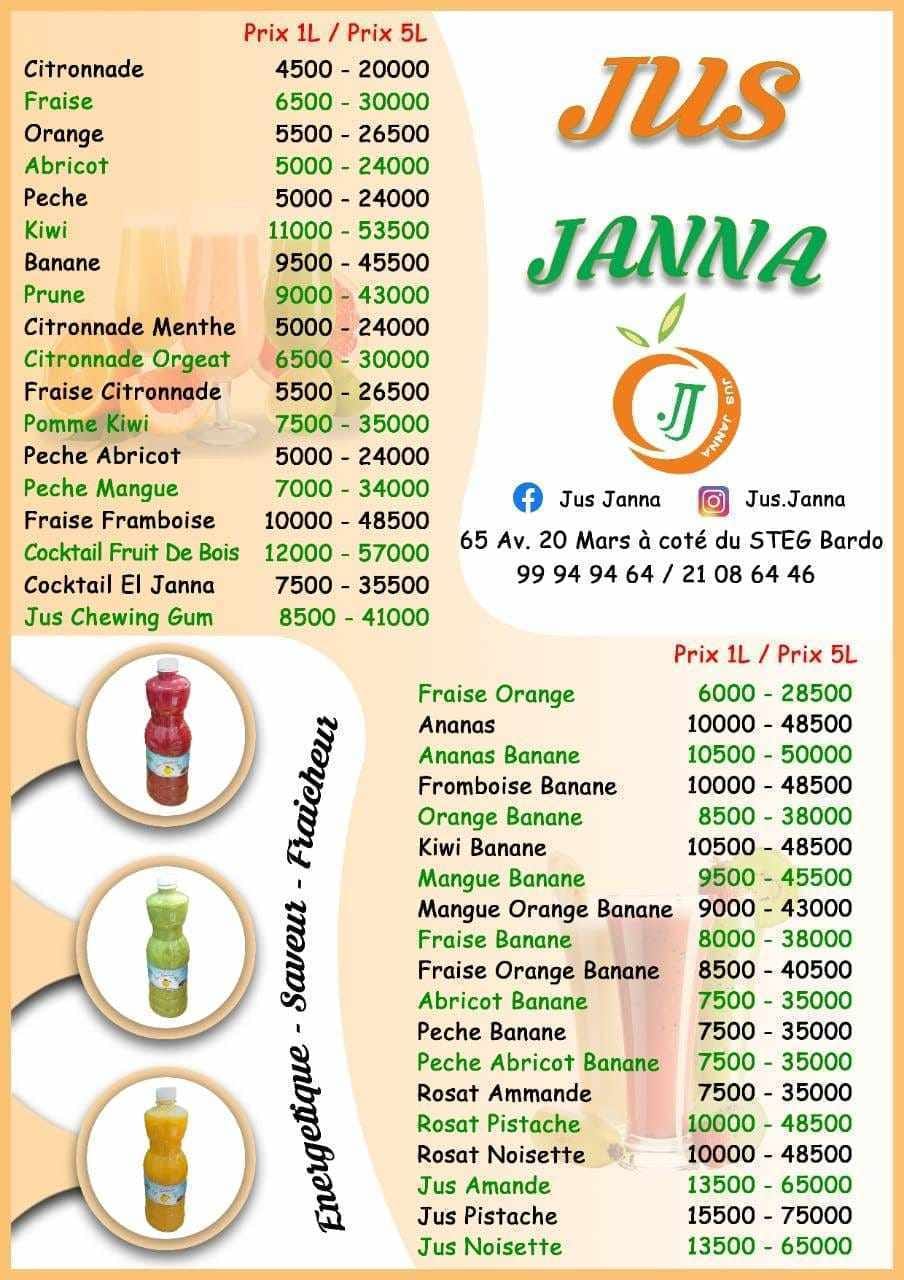 Prix 1L / Prix 5L
Citronnade 4500 - 20000
Fraise 6500 - 30000
Orange 5500 - 26500
Abricot 5000 - 24000
Peche 5000 - 24000
Kiwi 11000 - 53500
Banane 9500 - 45500
Prune 9000 - 43000
Citronnade Menthe 5000 - 24000
Citronnade Orgeat 6500 - 30000
Fraise Citronnade 5500 - 26500
Pomme Kiwi 7500 - 35000
Peche Abricot 5000 - 24000
Peche Mangue 7000 - 34000
Fraise Framboise 10000 - 48500
Cocktail Fruit De Bois 12000 - 57000
Cocktail El Janna 7500 - 35500
Jus Chewing Gum 8500 - 41000
JUS
JANNA
JJ
JUS JANNA
Jus Janna Jus.Janna
65 Av. 20 Mars à coté du STEG Bardo
99 94 94 64 / 21 08 64 46
Energetique - Saveur - Fraicheur
Prix 1L / Prix 5L
Fraise Orange 6000 - 28500
Ananas 10000 - 48500
Ananas Banane 10500 - 50000
Fromboise Banane 10000 - 48500
Orange Banane 8500 - 38000
Kiwi Banane 10500 - 48500
Mangue Banane 9500 - 45500
Mangue Orange Banane 9000 - 43000
Fraise Banane 8000 - 38000
Fraise Orange Banane 8500 - 40500
Abricot Banane 7500 - 35000
Peche Banane 7500 - 35000
Peche Abricot Banane 7500 - 35000
Rosat Ammande 7500 - 35000
Rosat Pistache 10000 - 48500
Rosat Noisette 10000 - 48500
Jus Amande 13500 - 65000
Jus Pistache 15500 - 75000
Jus Noisette 13500 - 65000